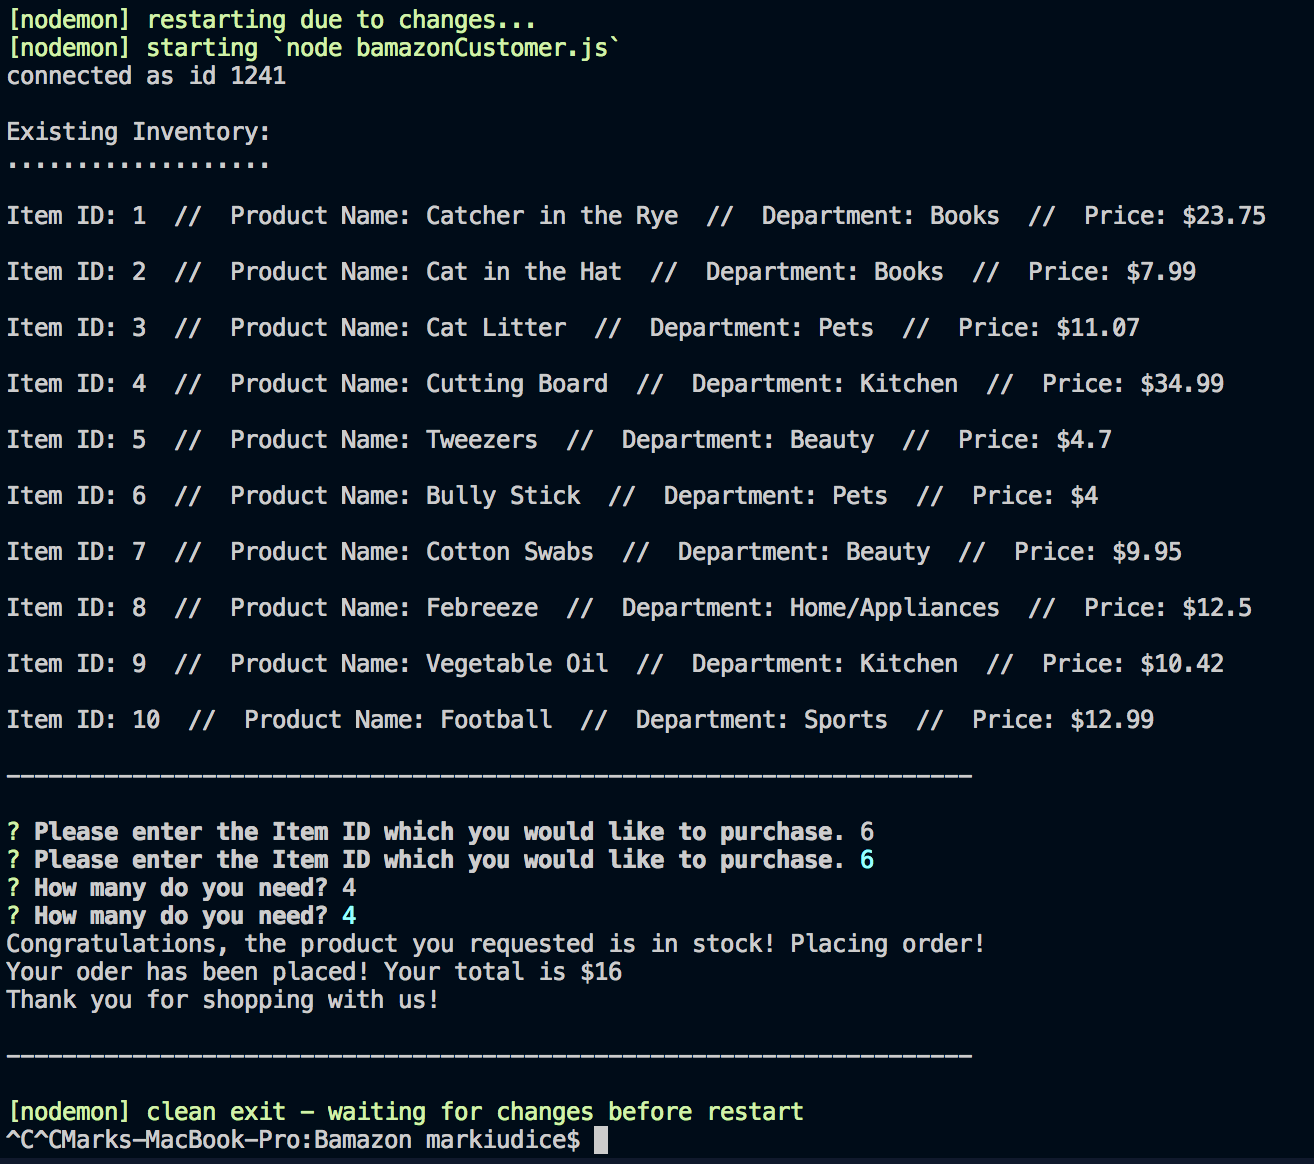 [nodemon] restarting due to changes...
[nodemon] starting `node bamazonCustomer.js`
connected as id 1241
Existing Inventory:
...................
Item ID: 1  //  Product Name: Catcher in the Rye  //  Department: Books  //  Price: $23.75
Item ID: 2  //  Product Name: Cat in the Hat  //  Department: Books  //  Price: $7.99
Item ID: 3  //  Product Name: Cat Litter  //  Department: Pets  //  Price: $11.07
Item ID: 4  //  Product Name: Cutting Board  //  Department: Kitchen  //  Price: $34.99
Item ID: 5  //  Product Name: Tweezers  //  Department: Beauty  //  Price: $4.7
Item ID: 6  //  Product Name: Bully Stick  //  Department: Pets  //  Price: $4
Item ID: 7  //  Product Name: Cotton Swabs  //  Department: Beauty  //  Price: $9.95
Item ID: 8  //  Product Name: Febreeze  //  Department: Home/Appliances  //  Price: $12.5
Item ID: 9  //  Product Name: Vegetable Oil  //  Department: Kitchen  //  Price: $10.42
Item ID: 10  //  Product Name: Football  //  Department: Sports  //  Price: $12.99
---------------------------------------------------------------------
? Please enter the Item ID which you would like to purchase. 6
? Please enter the Item ID which you would like to purchase. 6
? How many do you need? 4
? How many do you need? 4
Congratulations, the product you requested is in stock! Placing order!
Your oder has been placed! Your total is $16
Thank you for shopping with us!
---------------------------------------------------------------------
[nodemon] clean exit - waiting for changes before restart
^C^CMarks-MacBook-Pro:Bamazon markiudice$